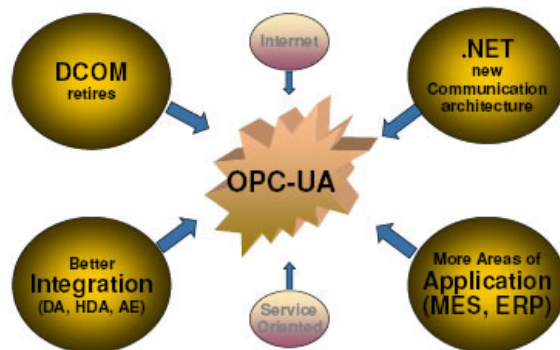 DCOM
retires
Internet
.NET
new
Communication
architecture
OPC-UA
Better
Integration
(DA, HDA, AE)
Service
Oriented
More Areas of
Application
(MES, ERP)